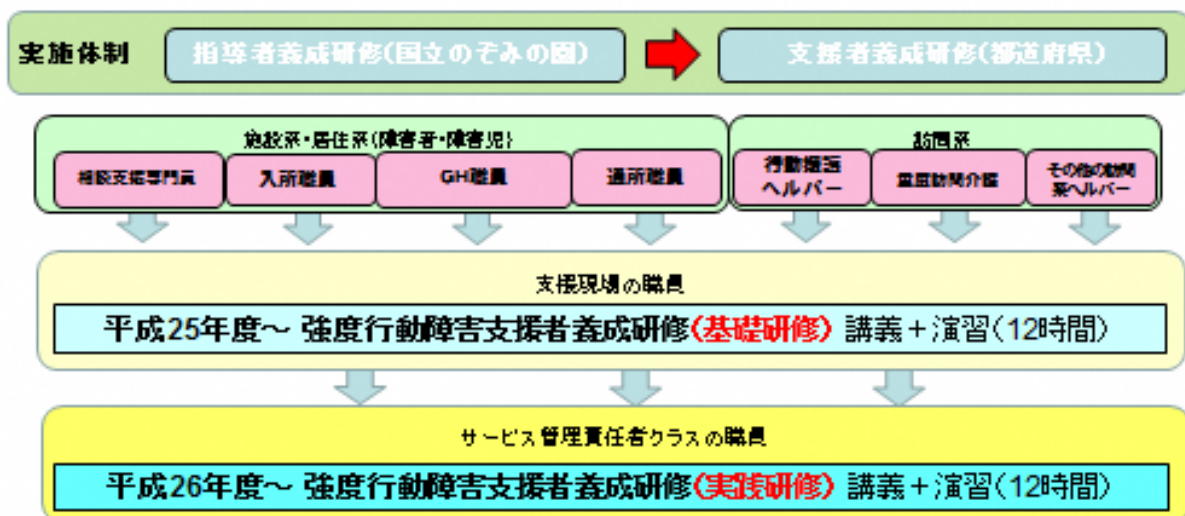 実施体制
指導者養成研修(国立のぞみの園)
支援者養成研修(都道府県)
施設系・居住系(障害者・障害児)
訪問系
相談支援専門員
入所職員
GH職員
通所職員
行動援護
ヘルパー
重度訪問介護
その他の訪問
系ヘルパー
支援現場の職員
平成25年度～ 強度行動障害支援者養成研修(基礎研修) 講義＋演習(12時間)
サービス管理責任者クラスの職員
平成26年度～ 強度行動障害支援者養成研修(実践研修) 講義＋演習(12時間)